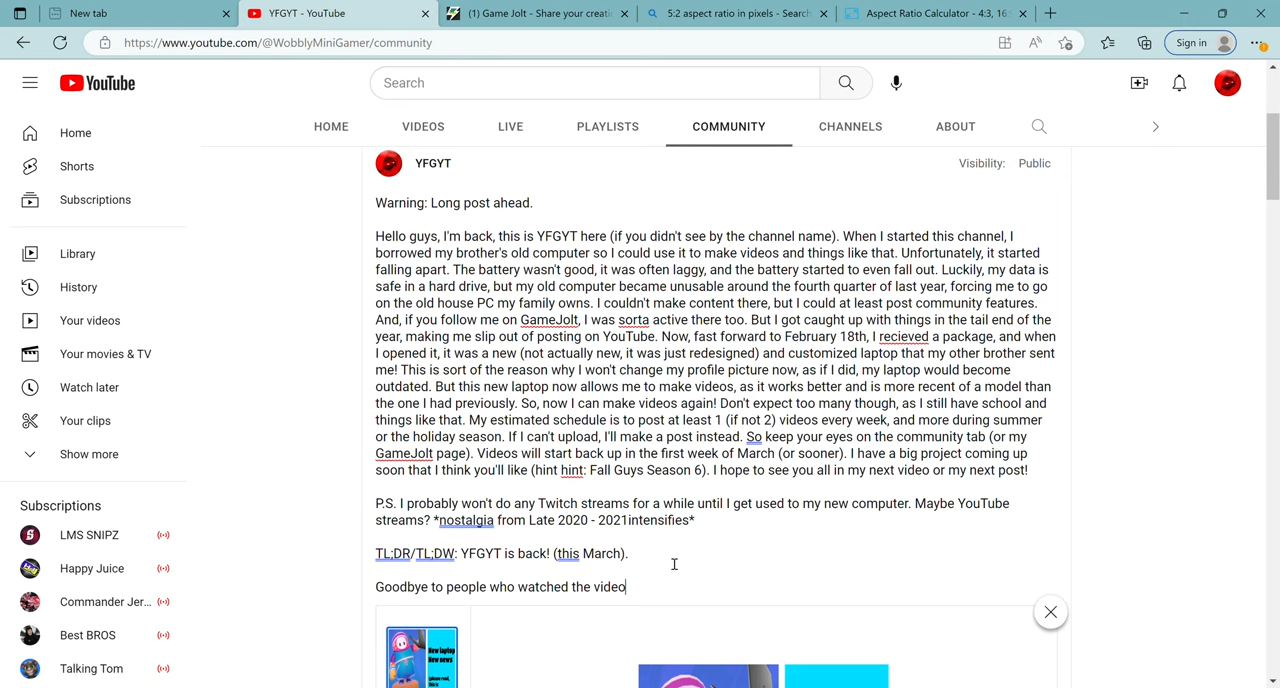 New tab
YFGYT - YouTube
(1) Game Jolt - Share your creati
5:2 aspect ratio in pixels - Search
Aspect Ratio Calculator - 4:3, 16:
https://www.youtube.com/@WobblyMiniGamer/community
Sign in
YouTube
Search
HOME
VIDEOS
LIVE
PLAYLISTS
COMMUNITY
CHANNELS
ABOUT
Home
Shorts
Subscriptions
Library
History
Your videos
Your movies & TV
Watch later
Your clips
Show more
Subscriptions
LMS SNIPZ
Happy Juice
Commander Jer...
Best BROS
Talking Tom
YFGYT
Visibility: Public
Warning: Long post ahead.
Hello guys, I'm back, this is YFGYT here (if you didn't see by the channel name). When I started this channel, I
borrowed my brother's old computer so I could use it to make videos and things like that. Unfortunately, it started
falling apart. The battery wasn't good, it was often laggy, and the battery started to even fall out. Luckily, my data is
safe in a hard drive, but my old computer became unusable around the fourth quarter of last year, forcing me to go
on the old house PC my family owns. I couldn't make content there, but I could at least post community features.
And, if you follow me on GameJolt, I was sorta active there too. But I got caught up with things in the tail end of the
year, making me slip out of posting on YouTube. Now, fast forward to February 18th, I recieved a package, and when
I opened it, it was a new (not actually new, it was just redesigned) and customized laptop that my other brother sent
me! This is sort of the reason why I won't change my profile picture now, as if I did, my laptop would become
outdated. But this new laptop now allows me to make videos, as it works better and is more recent of a model than
the one I had previously. So, now I can make videos again! Don't expect too many though, as I still have school and
things like that. My estimated schedule is to post at least 1 (if not 2) videos every week, and more during summer
or the holiday season. If I can't upload, I'll make a post instead. So keep your eyes on the community tab (or my
GameJolt page). Videos will start back up in the first week of March (or sooner). I have a big project coming up
soon that I think you'll like (hint hint: Fall Guys Season 6). I hope to see you all in my next video or my next post!
P.S. I probably won't do any Twitch streams for a while until I get used to my new computer. Maybe YouTube
streams? *nostalgia from Late 2020 - 2021intensifies*
TL;DR/TL;DW: YFGYT is back! (this March).
Goodbye to people who watched the video
New laptop
New news